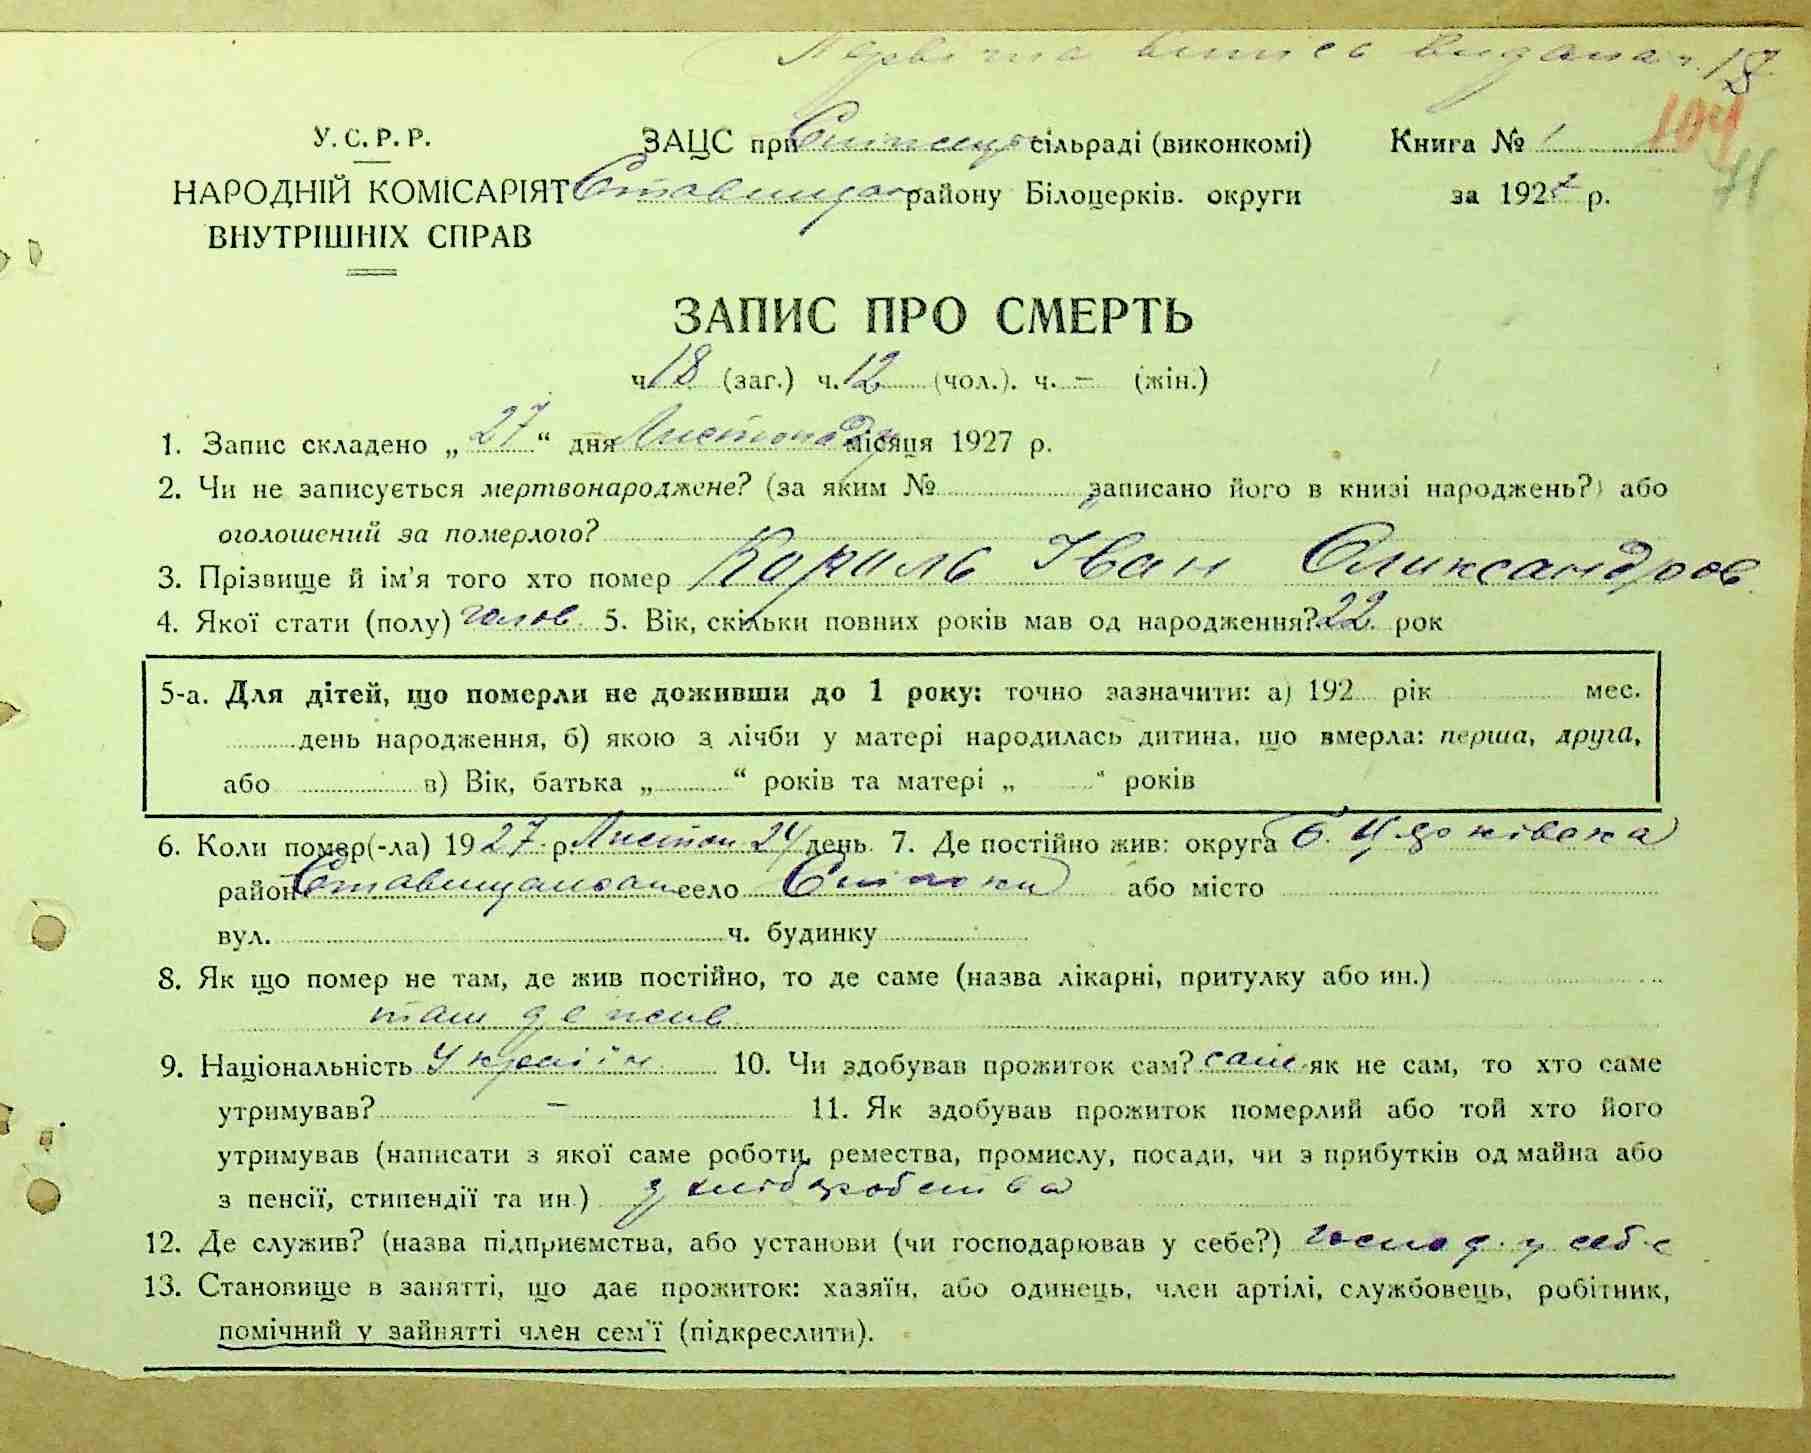 видана ч. 18
У. С. Р. Р. ЗАЦС при сільраді (виконкомі) Книга № 1 104
НАРОДНІЙ КОМІСАРІЯТ Ставищан району Білоцерків. округи за 1927 р. 71
ВНУТРІШНІХ СПРАВ
ЗАПИС ПРО СМЕРТЬ
ч. 18 (заг.) ч. 12 (чол.). ч. – (жін.)
1. Запис складено „ 27 “ дня Листопаду місяця 1927 р.
2. Чи не записується мертвонароджене? (за яким № записано його в книзі народжень?) або
оголошений за померлого?
3. Прізвище й ім'я того хто помер Король Іван Олександров
4. Якої стати (полу) чолов. 5. Вік, скільки повних років мав од народження? 22 рок
5-а. Для дітей, що померли не доживши до 1 року: точно зазначити: а) 192 рік мес.
день народження, б) якою з лічби у матері народилась дитина, що вмерла: перша, друга,
або в) Вік, батька „ “ років та матері „ “ років
6. Коли помер(-ла) 1927 р. Листоп 24 день. 7. Де постійно жив: округа Б. Церківска
район Ставищанськ село або місто
вул. ч. будинку
8. Як що помер не там, де жив постійно, то де саме (назва лікарні, притулку або ин.)
там де жив
9. Національність Україін 10. Чи здобував прожиток сам? сам як не сам, то хто саме
утримував? – 11. Як здобував прожиток померлий або той хто його
утримував (написати з якої саме роботи, ремества, промислу, посади, чи з прибутків од майна або
з пенсії, стипендії та ин.) з хліборобства
12. Де служив? (назва підприємства, або установи (чи господарював у себе?) господ. у себе
13. Становище в занятті, що дає прожиток: хазяїн, або одинець, член артілі, службовець, робітник,
помічний у зайнятті член сем'ї (підкреслити).